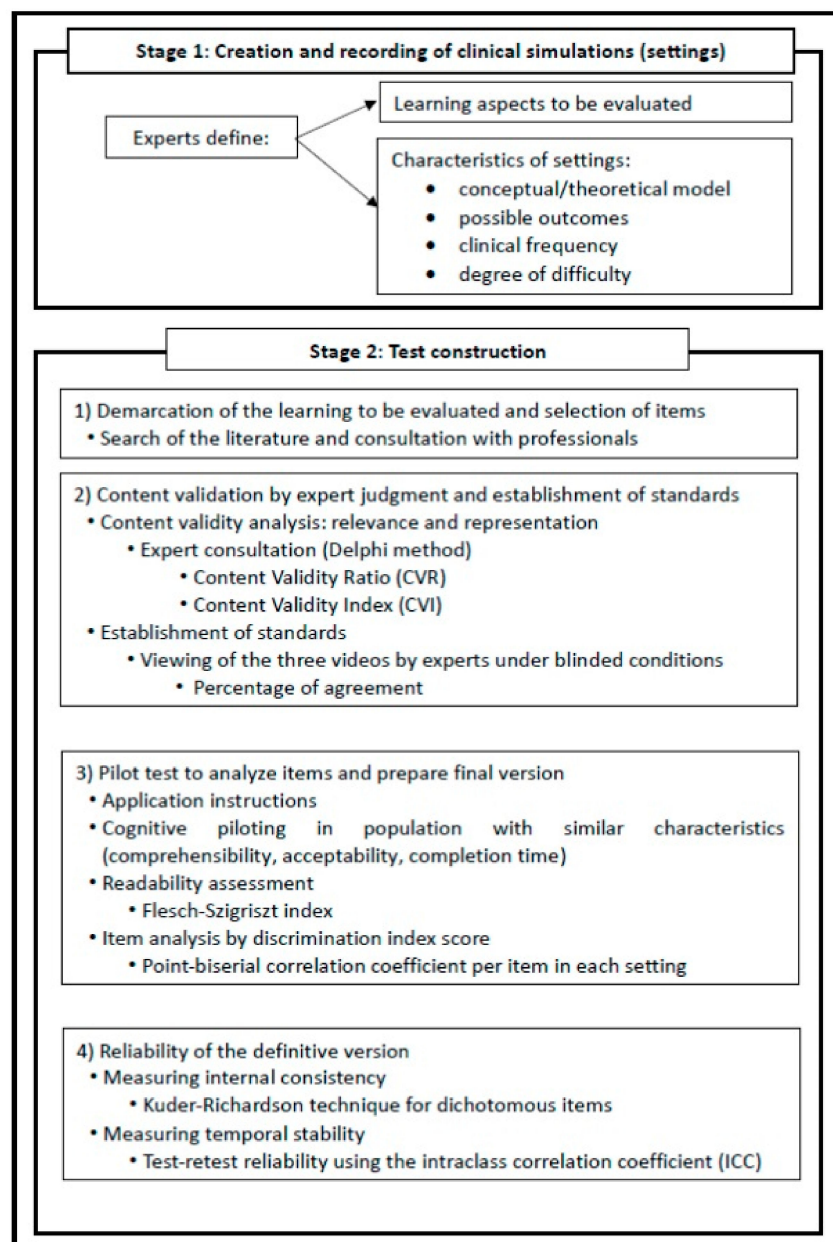 Stage 1: Creation and recording of clinical simulations (settings)
Experts define:
Learning aspects to be evaluated
Characteristics of settings:
• conceptual/theoretical model
• possible outcomes
• clinical frequency
• degree of difficulty
Stage 2: Test construction
1) Demarcation of the learning to be evaluated and selection of items
• Search of the literature and consultation with professionals
2) Content validation by expert judgment and establishment of standards
• Content validity analysis: relevance and representation
• Expert consultation (Delphi method)
• Content Validity Ratio (CVR)
• Content Validity Index (CVI)
• Establishment of standards
• Viewing of the three videos by experts under blinded conditions
• Percentage of agreement
3) Pilot test to analyze items and prepare final version
• Application instructions
• Cognitive piloting in population with similar characteristics
(comprehensibility, acceptability, completion time)
• Readability assessment
• Flesch-Szigriszt index
• Item analysis by discrimination index score
• Point-biserial correlation coefficient per item in each setting
4) Reliability of the definitive version
• Measuring internal consistency
• Kuder-Richardson technique for dichotomous items
• Measuring temporal stability
• Test-retest reliability using the intraclass correlation coefficient (ICC)